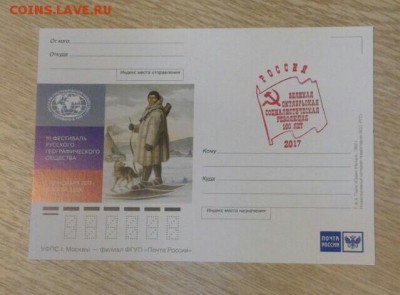 COINS.LAVE.RU
От кого
Откуда
Индекс места отправления
РОССИЯ
ВЕЛИКАЯ
ОКТЯБРЬСКАЯ
СОЦИАЛИСТИЧЕСКАЯ
РЕВОЛЮЦИЯ
100 ЛЕТ
2017
ФЕСТИВАЛЬ
РУССКОГО
ГЕОГРАФИЧЕСКОГО
ОБЩЕСТВА
Кому
Куда
Индекс места назначения
УФПС г. Москвы — филиал ФГУП «Почта России»
ПОЧТА
РОССИИ